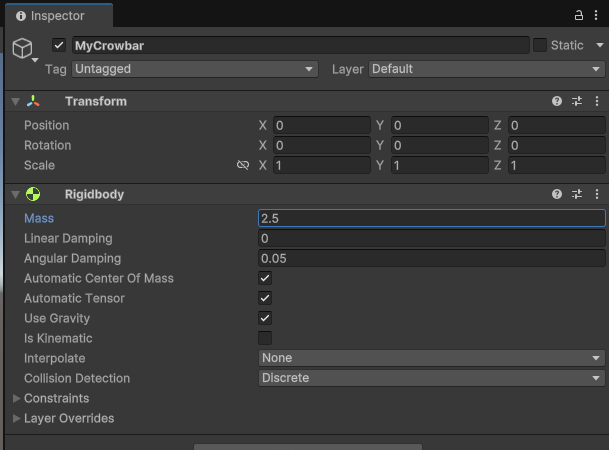 Inspector
MyCrowbar Static
Tag Untagged Layer Default
Transform
Position X 0 Y 0 Z 0
Rotation X 0 Y 0 Z 0
Scale X 1 Y 1 Z 1
Rigidbody
Mass 2.5
Linear Damping 0
Angular Damping 0.05
Automatic Center Of Mass
Automatic Tensor
Use Gravity
Is Kinematic
Interpolate None
Collision Detection Discrete
Constraints
Layer Overrides